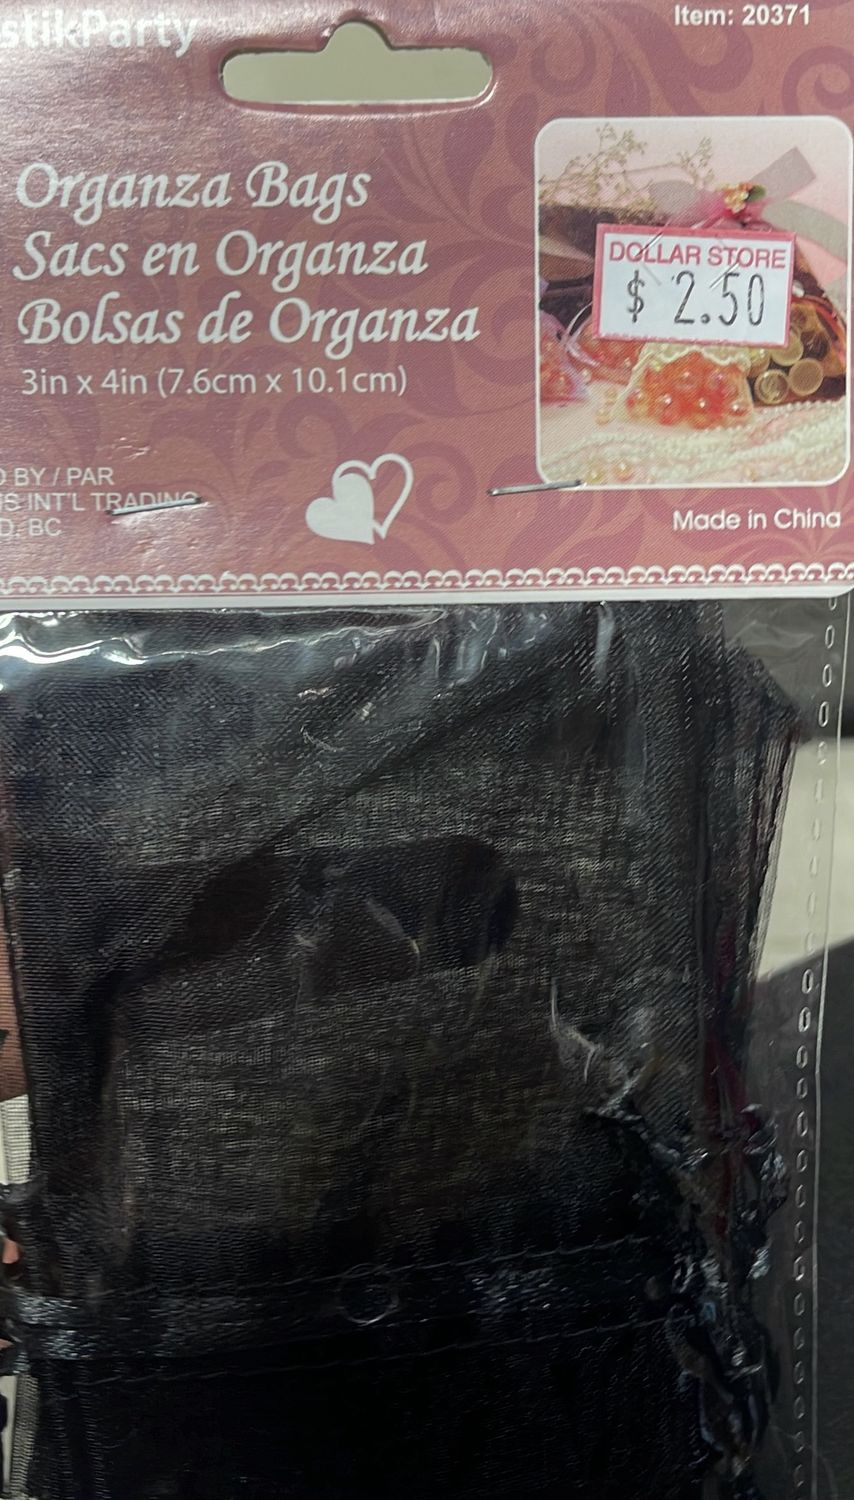 stikParty
Item: 20371
Organza Bags
Sacs en Organza
Bolsas de Organza
3in x 4in (7.6cm x 10.1cm)
DOLLAR STORE
$ 2.50
BY / PAR
INT'L TRADING
BC
Made in China